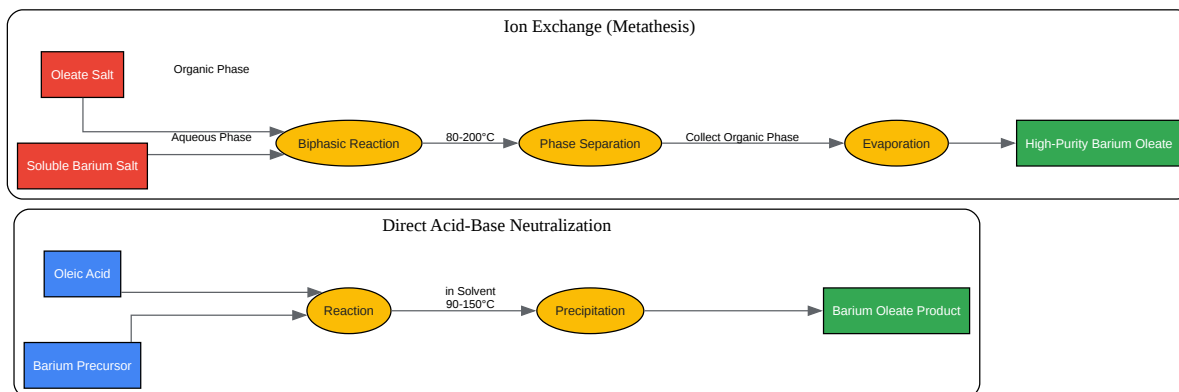 Ion Exchange (Metathesis)
Oleate Salt
Organic Phase
Aqueous Phase
Soluble Barium Salt
Biphasic Reaction
80-200°C
Phase Separation
Collect Organic Phase
Evaporation
High-Purity Barium Oleate
Direct Acid-Base Neutralization
Oleic Acid
Barium Precursor
Reaction
in Solvent
90-150°C
Precipitation
Barium Oleate Product